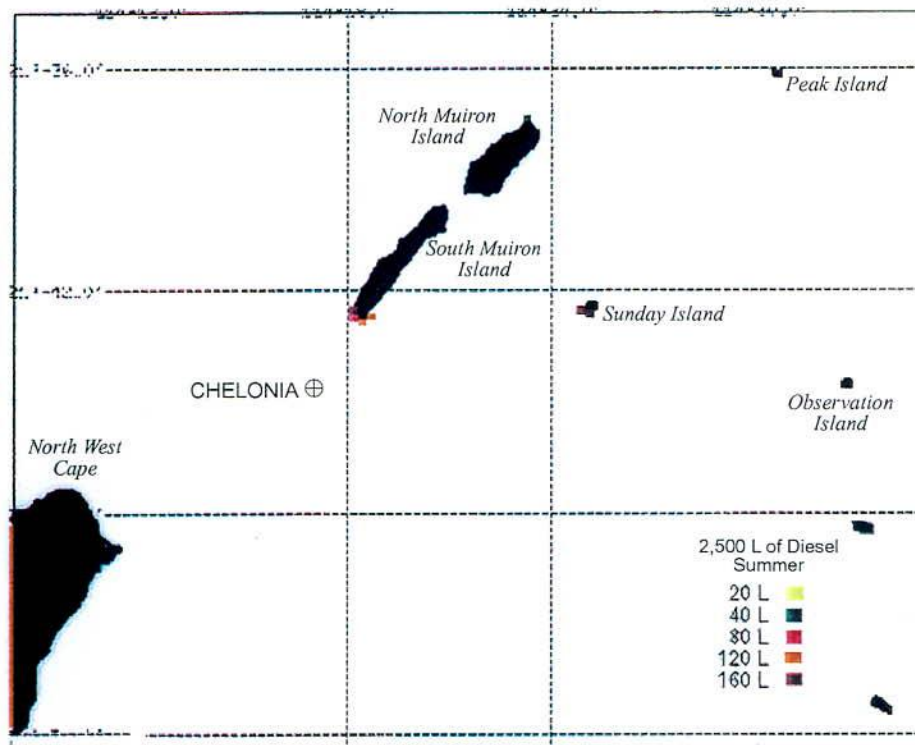 Peak Island
North Muiron
Island
South Muiron
Island
Sunday Island
CHELONIA
Observation
Island
North West
Cape
2,500 L of Diesel
Summer
20 L
40 L
80 L
120 L
160 L